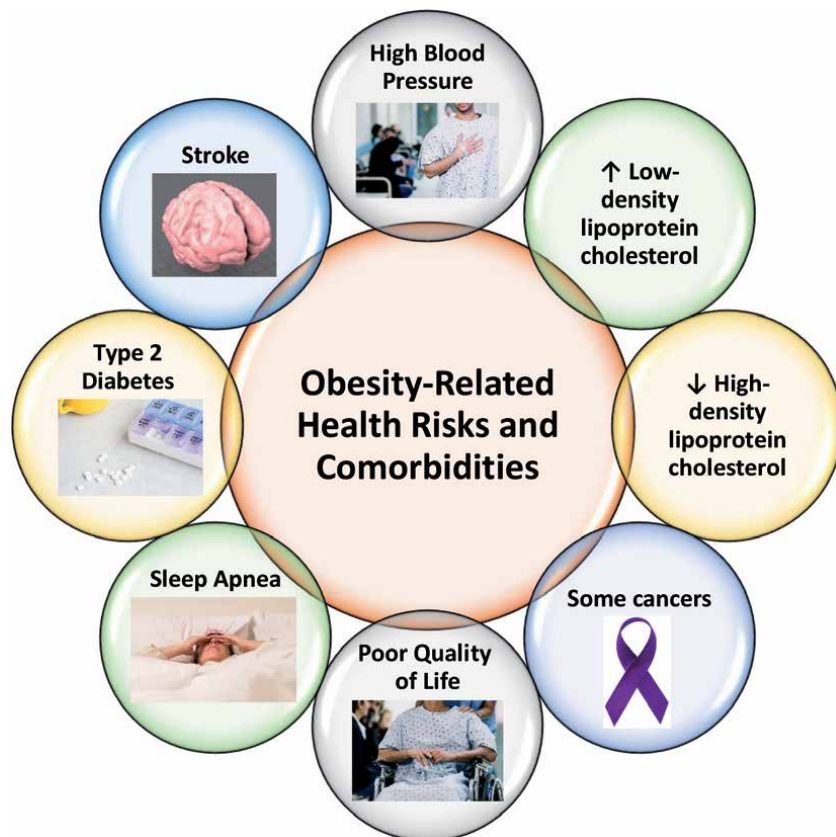 High Blood
Pressure
↑ Low-
density
lipoprotein
cholesterol
↓ High-
density
lipoprotein
cholesterol
Some cancers
Poor Quality
of Life
Sleep Apnea
Type 2
Diabetes
Stroke
Obesity-Related
Health Risks and
Comorbidities